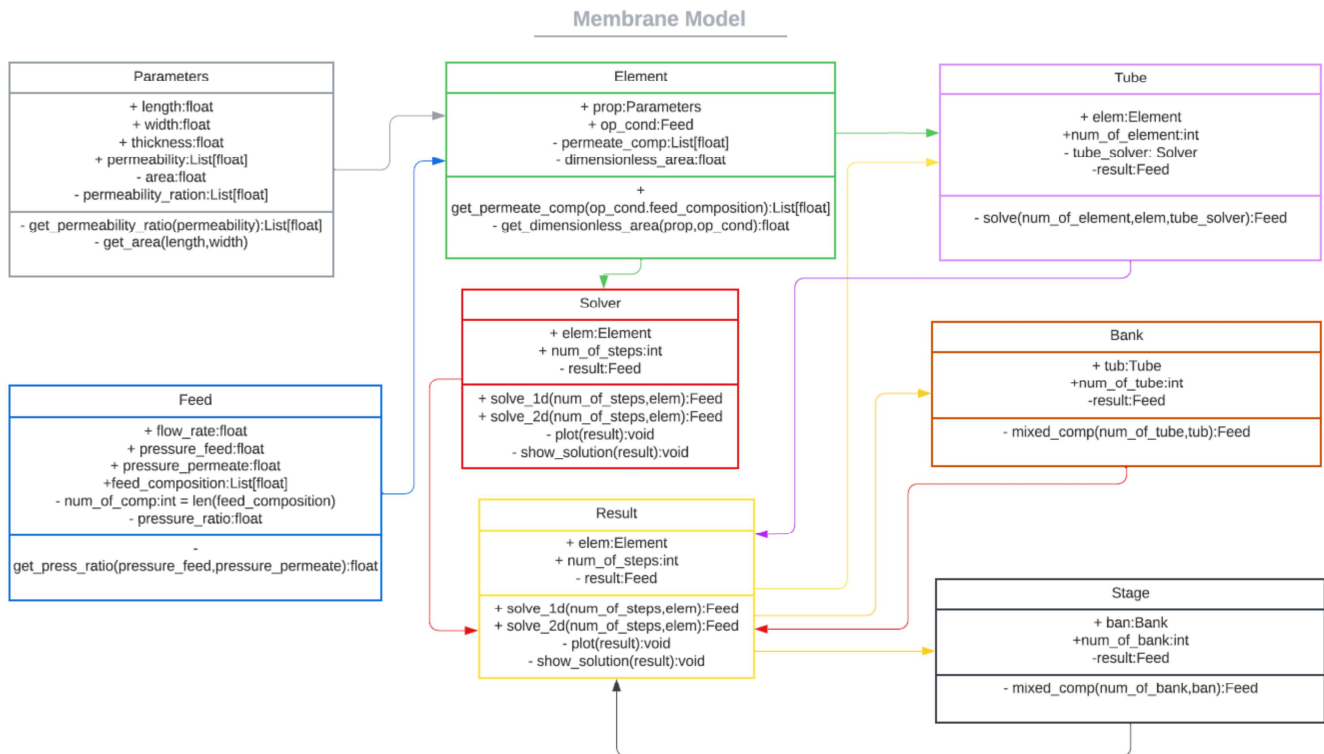 Membrane Model
Parameters
+ length:float
+ width:float
+ thickness:float
+ permeability:List[float]
- area:float
- permeability_ration:List[float]
- get_permeability_ratio(permeability):List[float]
- get_area(length,width)
Element
+ prop:Parameters
+ op_cond:Feed
- permeate_comp:List[float]
- dimensionless_area:float
+
get_permeate_comp(op_cond.feed_composition):List[float]
- get_dimensionless_area(prop,op_cond):float
Tube
+ elem:Element
+num_of_element:int
- tube_solver: Solver
-result:Feed
- solve(num_of_element,elem,tube_solver):Feed
Solver
+ elem:Element
+ num_of_steps:int
- result:Feed
+ solve_1d(num_of_steps,elem):Feed
+ solve_2d(num_of_steps,elem):Feed
- plot(result):void
- show_solution(result):void
Bank
+ tub:Tube
+num_of_tube:int
-result:Feed
- mixed_comp(num_of_tube,tub):Feed
Feed
+ flow_rate:float
+ pressure_feed:float
+ pressure_permeate:float
+feed_composition:List[float]
- num_of_comp:int = len(feed_composition)
- pressure_ratio:float
-
get_press_ratio(pressure_feed,pressure_permeate):float
Result
+ elem:Element
+ num_of_steps:int
- result:Feed
+ solve_1d(num_of_steps,elem):Feed
+ solve_2d(num_of_steps,elem):Feed
- plot(result):void
- show_solution(result):void
Stage
+ ban:Bank
+num_of_bank:int
-result:Feed
- mixed_comp(num_of_bank,ban):Feed